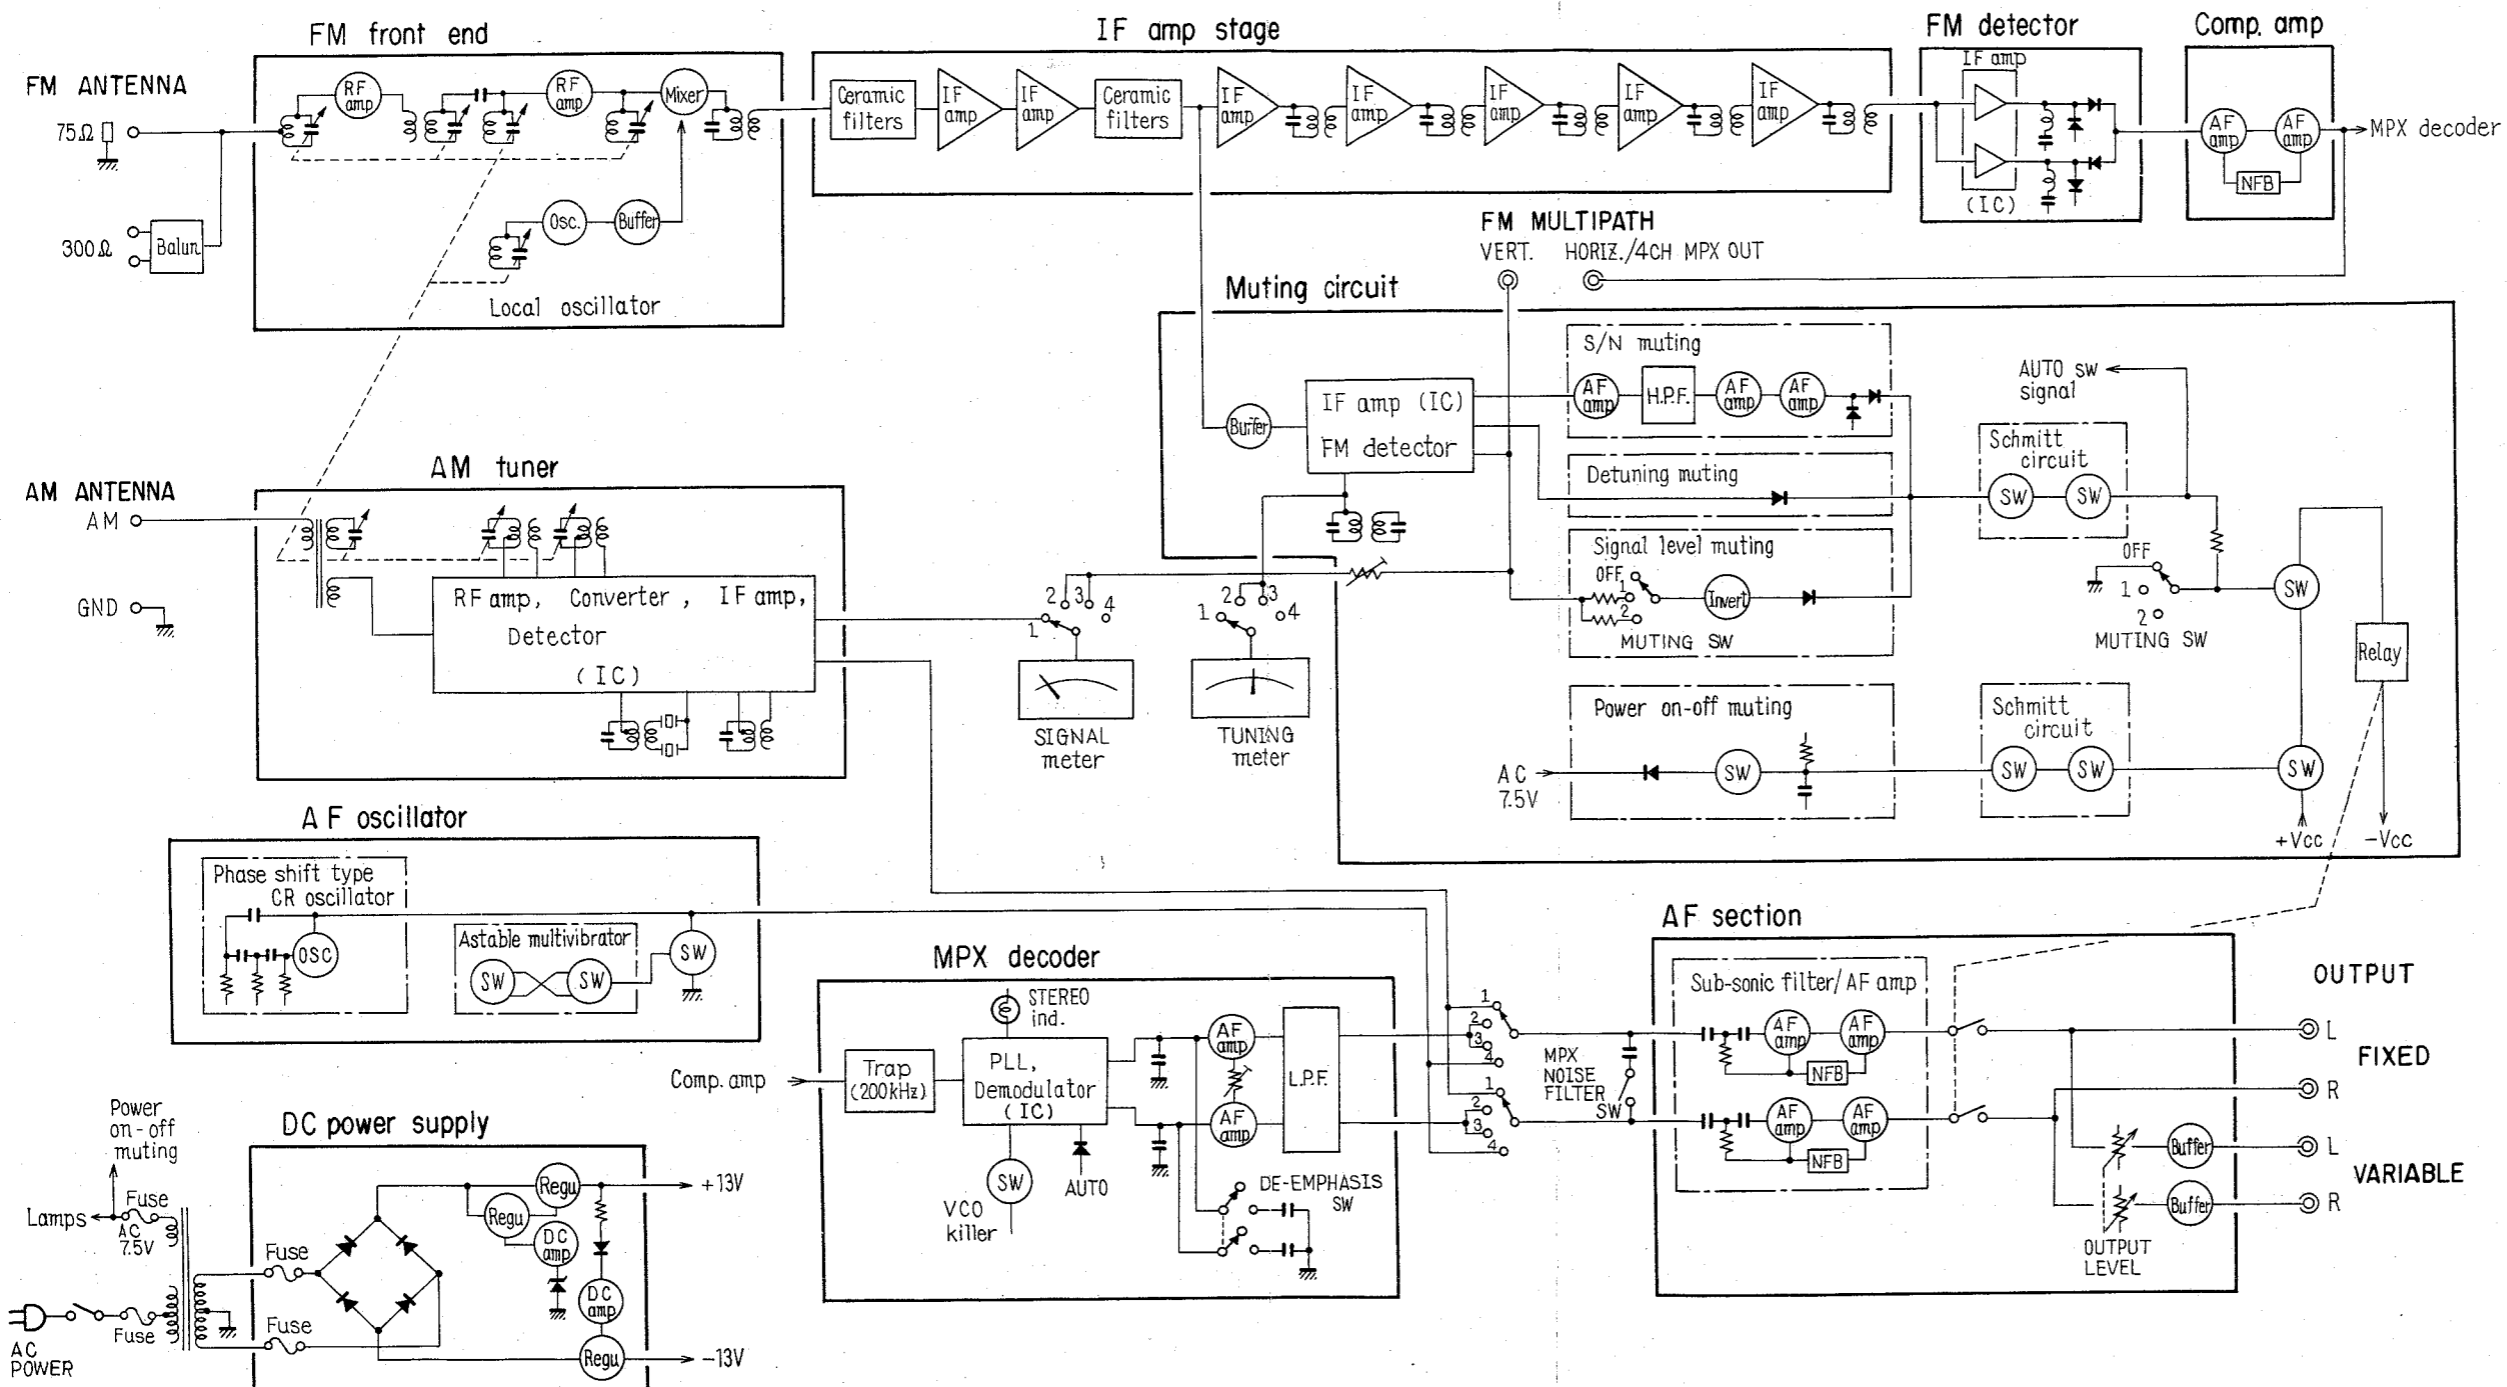 FM front end
FM ANTENNA
75Ω
300Ω
Balun
RF
amp
RF
amp
Mixer
Osc.
Buffer
Local oscillator
IF amp stage
Ceramic
filters
IF
amp
IF
amp
Ceramic
filters
IF
amp
IF
amp
IF
amp
IF
amp
IF
amp
FM detector
IF amp
(IC)
Comp. amp
AF
amp
AF
amp
NFB
MPX decoder
FM MULTIPATH
VERT. HORIZ./4CH MPX OUT
Muting circuit
Buffer
IF amp (IC)
FM detector
S/N muting
AF
amp
H.P.F.
AF
amp
AF
amp
Detuning muting
Signal level muting
OFF
1
2
Invert
MUTING SW
AUTO SW
signal
Schmitt
circuit
SW
SW
OFF
1
2
MUTING SW
SW
Relay
Power on-off muting
AC
7.5V
SW
Schmitt
circuit
SW
SW
SW
+Vcc
-Vcc
AM tuner
AM ANTENNA
AM
GND
RF amp, Converter, IF amp,
Detector
(IC)
1
2
3
4
SIGNAL
meter
1
2
3
4
TUNING
meter
AF oscillator
Phase shift type
CR oscillator
OSC
Astable multivibrator
SW
SW
SW
MPX decoder
Comp. amp
Trap
(200kHz)
STEREO
ind.
PLL,
Demodulator
(IC)
SW
VCO
killer
AUTO
AF
amp
AF
amp
L.P.F.
DE-EMPHASIS
SW
1
2
3
4
1
2
3
4
MPX
NOISE
FILTER
SW
AF section
Sub-sonic filter/AF amp
AF
amp
AF
amp
NFB
AF
amp
AF
amp
NFB
OUTPUT
L
FIXED
R
Buffer
L
VARIABLE
Buffer
R
OUTPUT
LEVEL
DC power supply
Power
on-off
muting
Lamps
Fuse
AC
7.5V
Fuse
Fuse
Fuse
AC
POWER
Regu
Regu
DC
amp
DC
amp
Regu
+13V
-13V